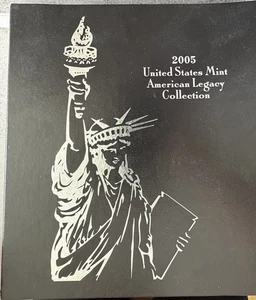 2005
United States Mint
American Legacy
Collection